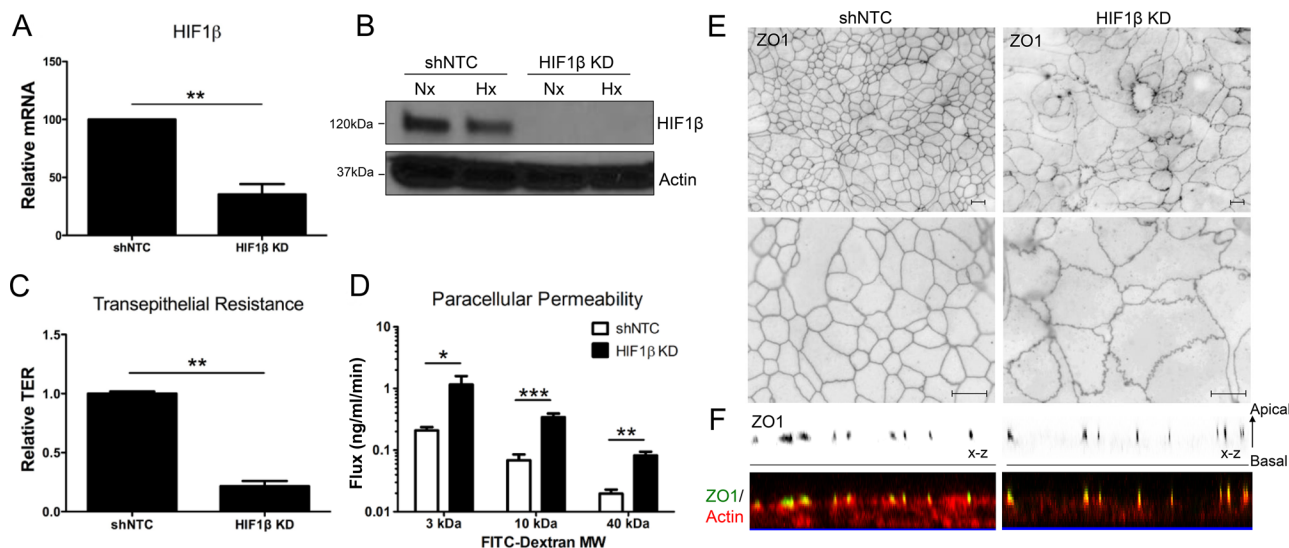 A
HIF1β
Relative mRNA
150
100
50
0
**
shNTC
HIF1β KD
B
shNTC
HIF1β KD
Nx
Hx
Nx
Hx
120kDa
HIF1β
37kDa
Actin
C
Transepithelial Resistance
Relative TER
1.5
1.0
0.5
0.0
**
shNTC
HIF1β KD
D
Paracellular Permeability
shNTC
HIF1β KD
Flux (ng/ml/min)
10
1
0.1
0.01
*
***
**
3 kDa
10 kDa
40 kDa
FITC-Dextran MW
E
shNTC
HIF1β KD
ZO1
ZO1
F
ZO1
x-z
x-z
Apical
Basal
ZO1/
Actin